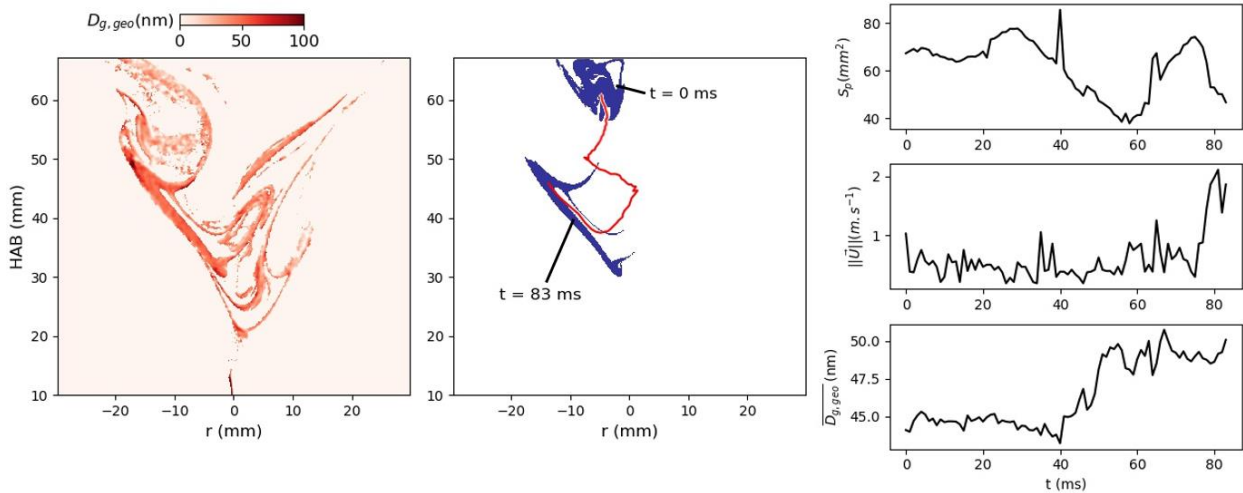 D_{g,geo}(nm)
0 50 100
60
50
40
30
20
10
HAB (mm)
−20 −10 0 10 20
r (mm)
60
50
40
30
20
10
t = 0 ms
t = 83 ms
−20 −10 0 10 20
r (mm)
80
60
40
S_p(mm²)
0 20 40 60 80
2
1
||U⃗||(m.s⁻¹)
0 20 40 60 80
50.0
47.5
45.0
\overline{D_{g,geo}} (nm)
0 20 40 60 80
t (ms)